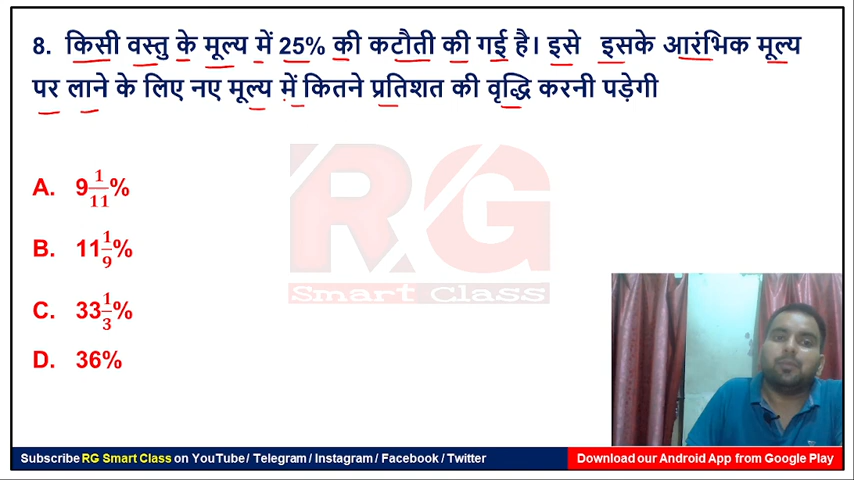 8. किसी वस्तु के मूल्य में 25% की कटौती की गई है। इसे इसके आरंभिक मूल्य
पर लाने के लिए नए मूल्य में कितने प्रतिशत की वृद्धि करनी पड़ेगी
A. 9 1/11%
B. 11 1/9%
C. 33 1/3%
D. 36%
RG
Smart Class
Subscribe RG Smart Class on YouTube/ Telegram / Instagram / Facebook / Twitter
Download our Android App from Google Play